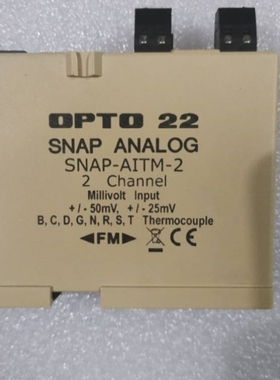 OPTO 22
SNAP ANALOG
SNAP-AITM-2
2 Channel
Millivolt Input
+/- 50mV, +/- 25mV
B, C, D, G, N, R, S, T Thermocouple
FM CE